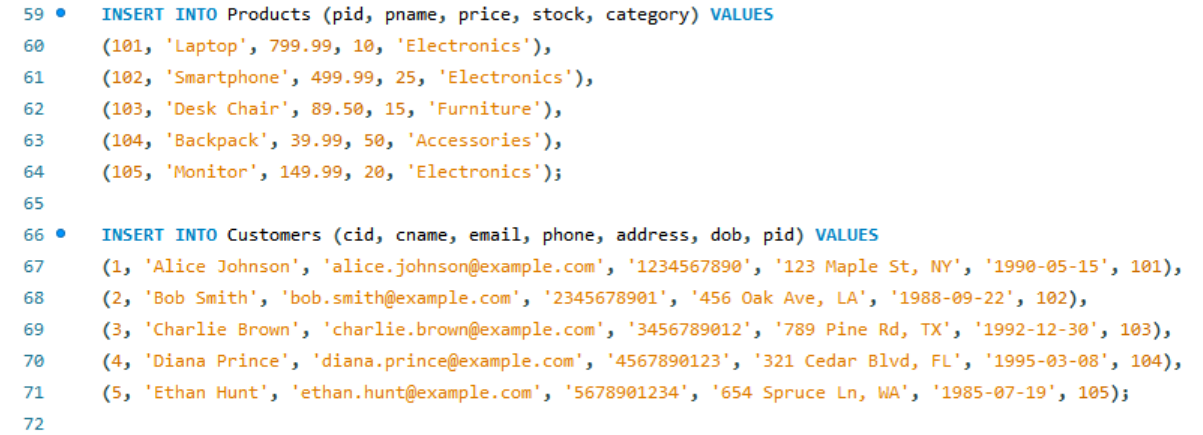 59 INSERT INTO Products (pid, pname, price, stock, category) VALUES
60 (101, 'Laptop', 799.99, 10, 'Electronics'),
61 (102, 'Smartphone', 499.99, 25, 'Electronics'),
62 (103, 'Desk Chair', 89.50, 15, 'Furniture'),
63 (104, 'Backpack', 39.99, 50, 'Accessories'),
64 (105, 'Monitor', 149.99, 20, 'Electronics');
65
66 INSERT INTO Customers (cid, cname, email, phone, address, dob, pid) VALUES
67 (1, 'Alice Johnson', 'alice.johnson@example.com', '1234567890', '123 Maple St, NY', '1990-05-15', 101),
68 (2, 'Bob Smith', 'bob.smith@example.com', '2345678901', '456 Oak Ave, LA', '1988-09-22', 102),
69 (3, 'Charlie Brown', 'charlie.brown@example.com', '3456789012', '789 Pine Rd, TX', '1992-12-30', 103),
70 (4, 'Diana Prince', 'diana.prince@example.com', '4567890123', '321 Cedar Blvd, FL', '1995-03-08', 104),
71 (5, 'Ethan Hunt', 'ethan.hunt@example.com', '5678901234', '654 Spruce Ln, WA', '1985-07-19', 105);
72